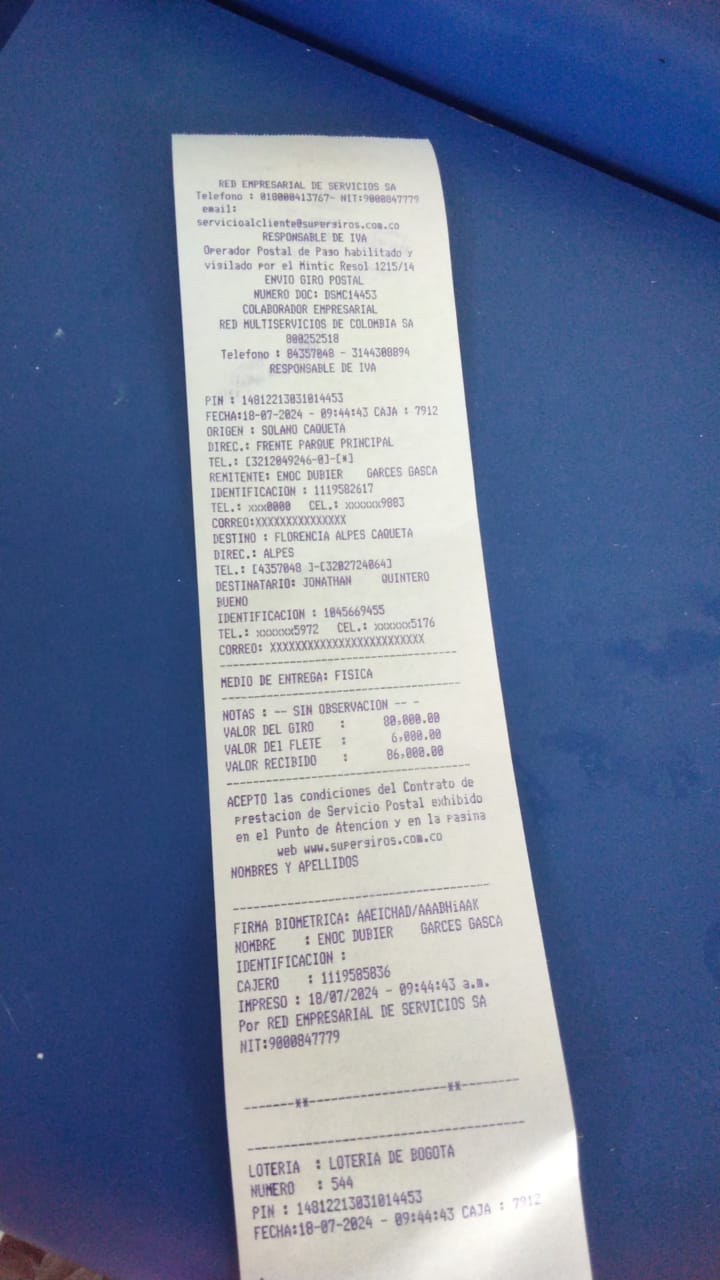 RED EMPRESARIAL DE SERVICIOS SA
Telefono : 018000413767- NIT:9000847779
email:
servicioalcliente@supergiros.com.co
RESPONSABLE DE IVA
Operador Postal de Pago habilitado y
vigilado por el Mintic Resol 1215/14
ENVIO GIRO POSTAL
NUMERO DOC: DSMC14453
COLABORADOR EMPRESARIAL
RED MULTISERVICIOS DE COLOMBIA SA
800252518
Telefono : 84357048 - 3144308894
RESPONSABLE DE IVA
PIN : 14812213031014453
FECHA:18-07-2024 - 09:44:43 CAJA : 7912
ORIGEN : SOLANO CAQUETA
DIREC.: FRENTE PARQUE PRINCIPAL
TEL.: [3212049246-0]-[*]
REMITENTE: ENOC DUBIER GARCES GASCA
IDENTIFICACION : 1119582617
TEL.: xxx0000 CEL.: xxxxxx9883
CORREO:XXXXXXXXXXXXXXX
DESTINO : FLORENCIA ALPES CAQUETA
DIREC.: ALPES
TEL.: [4357048 ]-[3202724064]
DESTINATARIO: JONATHAN QUINTERO
BUENO
IDENTIFICACION : 1045669455
TEL.: xxxxxx5972 CEL.: xxxxxx5176
CORREO: XXXXXXXXXXXXXXXXXXXXXXXXX
MEDIO DE ENTREGA: FISICA
NOTAS : -- SIN OBSERVACION -- -
VALOR DEL GIRO : 80,000.00
VALOR DEl FLETE : 6,000.00
VALOR RECIBIDO : 86,000.00
ACEPTO las condiciones del Contrato de
prestacion de Servicio Postal exhibido
en el Punto de Atencion y en la pagina
web www.supergiros.com.co
NOMBRES Y APELLIDOS
FIRMA BIOMETRICA: AAEICHAD/AAABHiAAK
NOMBRE : ENOC DUBIER GARCES GASCA
IDENTIFICACION :
CAJERO : 1119585836
IMPRESO : 18/07/2024 - 09:44:43 a.m.
Por RED EMPRESARIAL DE SERVICIOS SA
NIT:9000847779
-------**--------------------**--------
LOTERIA : LOTERIA DE BOGOTA
NUMERO : 544
PIN : 14812213031014453
FECHA:18-07-2024 - 09:44:43 CAJA : 7912